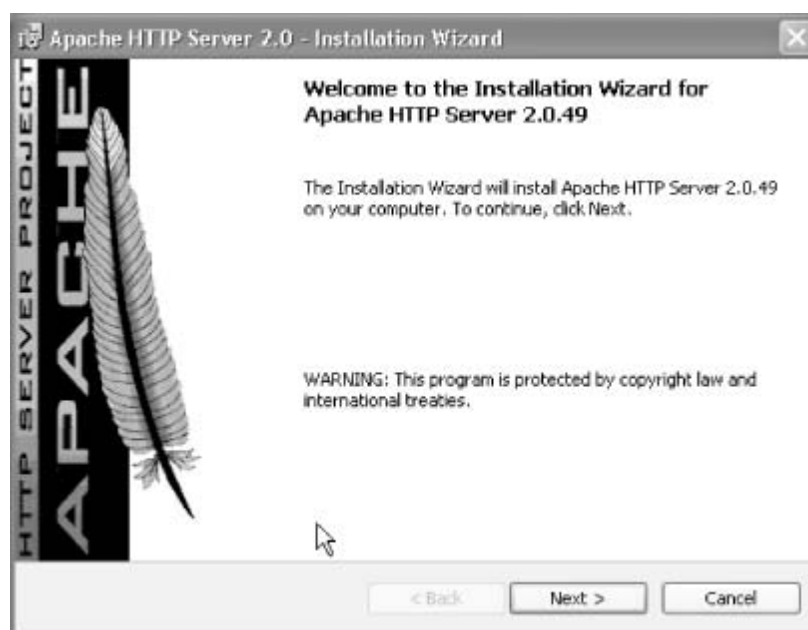 Apache HTTP Server 2.0 - Installation Wizard
HTTP SERVER PROJECT
APACHE
Welcome to the Installation Wizard for
Apache HTTP Server 2.0.49
The Installation Wizard will install Apache HTTP Server 2.0.49
on your computer. To continue, click Next.
WARNING: This program is protected by copyright law and
international treaties.
< Back
Next >
Cancel